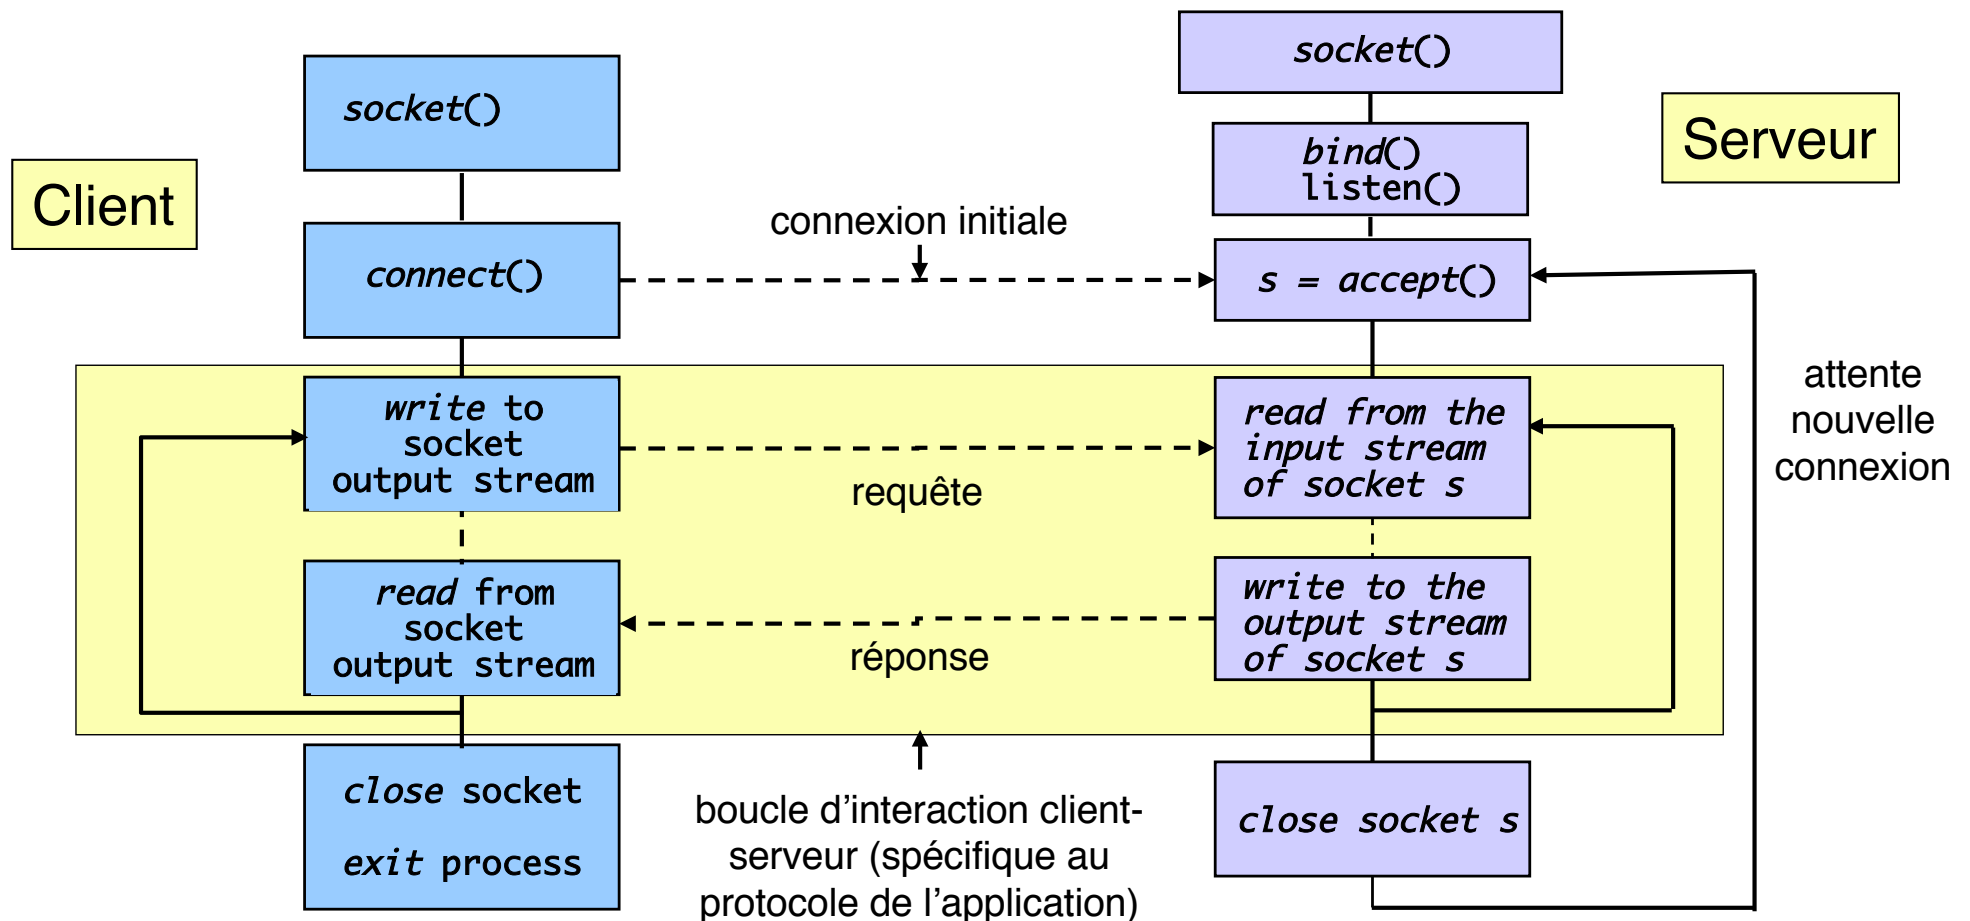 socket()
socket()
Serveur
bind()
listen()
Client
connexion initiale
connect()
s = accept()
write to
socket
output stream
read from the
input stream
of socket s
attente
nouvelle
connexion
requête
read from
socket
output stream
write to the
output stream
of socket s
réponse
close socket
exit process
boucle d’interaction client-
serveur (spécifique au
protocole de l’application)
close socket s